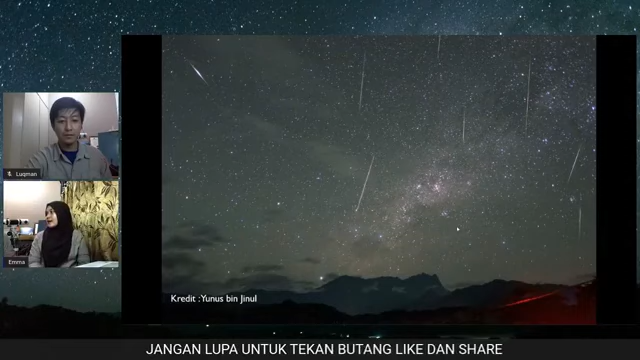 Luqman
Emma
Kredit :Yunus bin Jinul
JANGAN LUPA UNTUK TEKAN BUTANG LIKE DAN SHARE